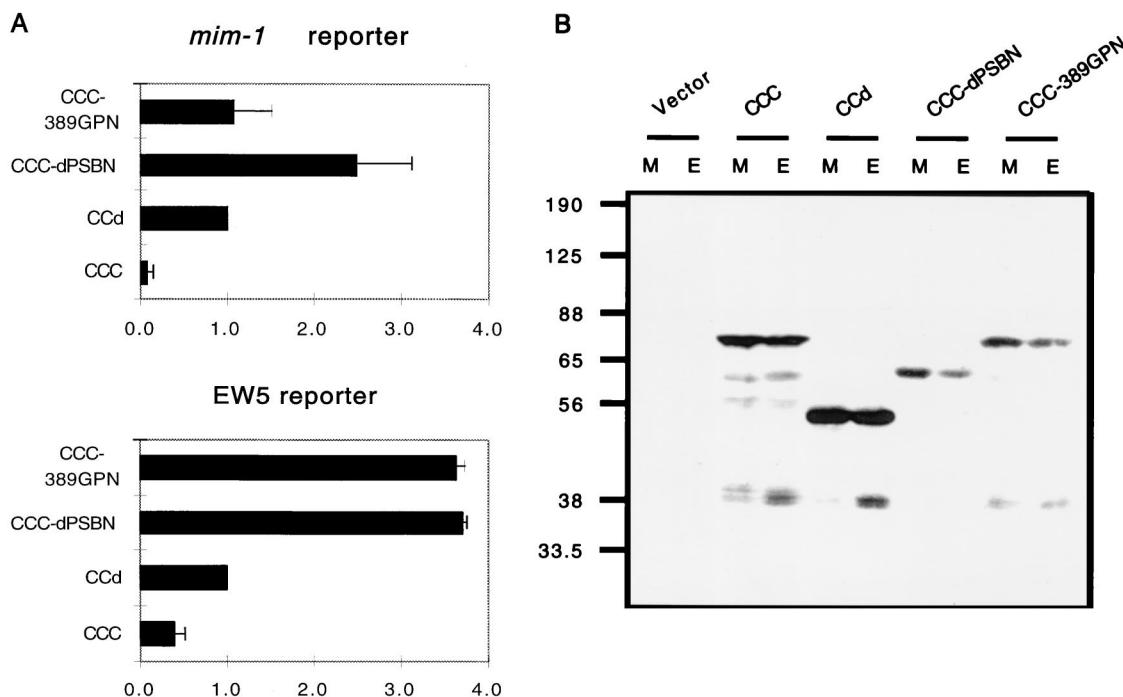 A
mim-1 reporter
CCC-
389GPN
CCC-dPSBN
CCd
CCC
0.0 1.0 2.0 3.0 4.0
EW5 reporter
CCC-
389GPN
CCC-dPSBN
CCd
CCC
0.0 1.0 2.0 3.0 4.0
B
Vector CCC CCd CCC-dPSBN CCC-389GPN
M E M E M E M E M E
190
125
88
65
56
38
33.5